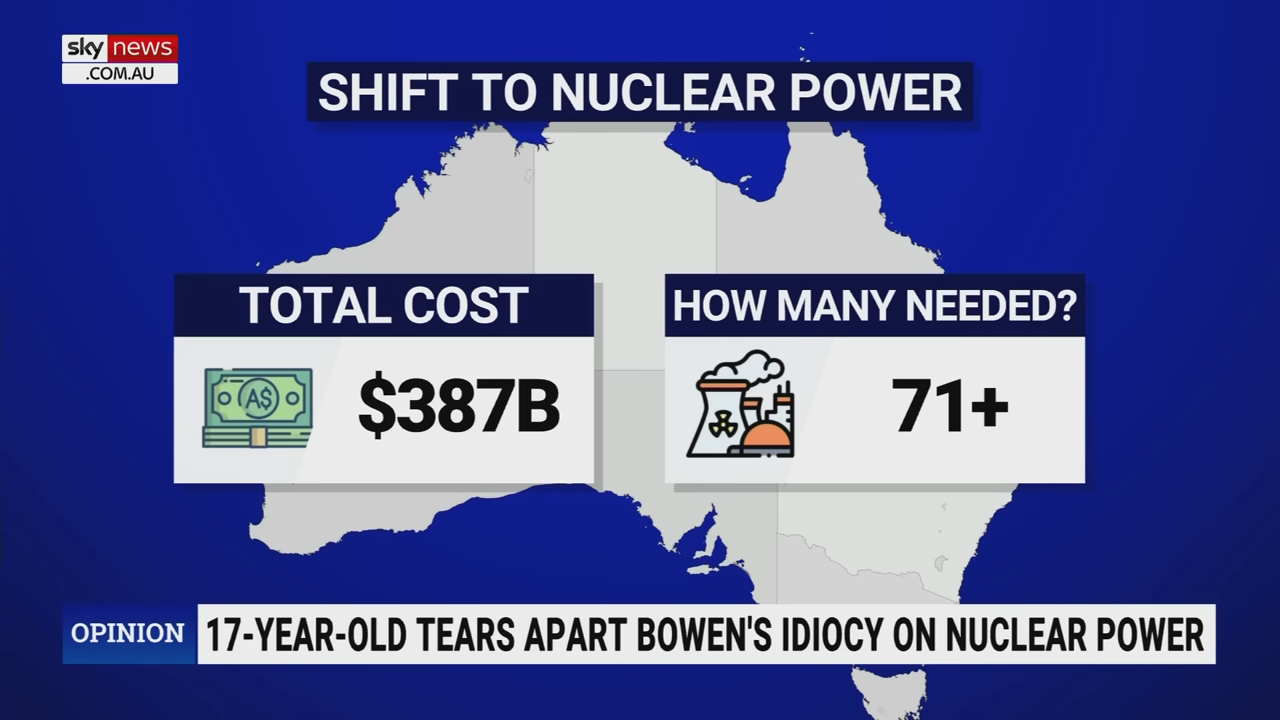 sky news
.COM.AU
SHIFT TO NUCLEAR POWER
TOTAL COST
A$
$387B
HOW MANY NEEDED?
71+
OPINION
17-YEAR-OLD TEARS APART BOWEN'S IDIOCY ON NUCLEAR POWER